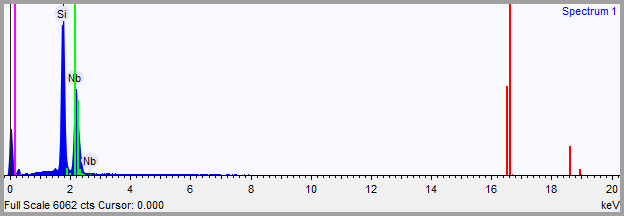 Spectrum 1
Si
Nb
Nb
0 2 4 6 8 10 12 14 16 18 20
Full Scale 6062 cts Cursor: 0.000 keV